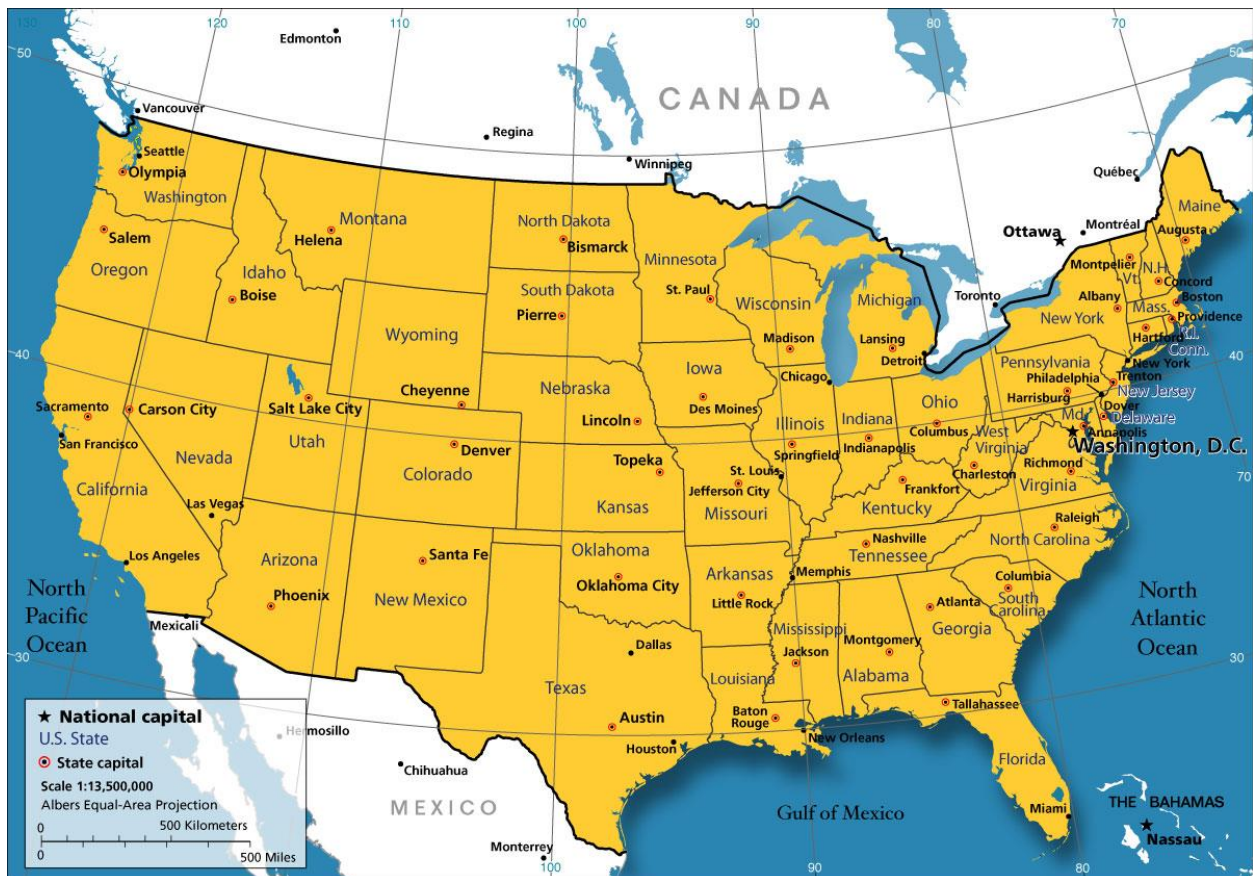 130
120
110
100
90
80
70
50
50
Edmonton
CANADA
Vancouver
Regina
Winnipeg
Québec
Seattle
Olympia
Washington
Montana
Helena
North Dakota
Bismarck
Minnesota
Maine
Augusta
Ottawa
Montréal
Salem
Oregon
Idaho
Boise
South Dakota
Pierre
St. Paul
Wisconsin
Michigan
Toronto
Montpelier
Vt.
N.H.
Concord
Albany
Boston
New York
Mass.
Providence
Hartford
R.I.
Conn.
Wyoming
Madison
Lansing
Detroit
40
40
Pennsylvania
New York
Trenton
Philadelphia
New Jersey
Harrisburg
Iowa
Chicago
Nebraska
Cheyenne
Lincoln
Des Moines
Illinois
Indiana
Ohio
Columbus
Md.
Dover
Delaware
Annapolis
Washington, D.C.
Sacramento
Carson City
Salt Lake City
San Francisco
Utah
Nevada
Denver
Colorado
Topeka
Springfield
Indianapolis
West
Virginia
Charleston
Richmond
Virginia
70
California
Las Vegas
Kansas
St. Louis
Jefferson City
Missouri
Frankfort
Kentucky
Raleigh
North Carolina
Los Angeles
Arizona
Santa Fe
Oklahoma
Oklahoma City
Nashville
Tennessee
Memphis
Arkansas
Little Rock
Columbia
South
Carolina
North
Pacific
Ocean
Phoenix
New Mexico
Atlanta
Georgia
North
Atlantic
Ocean
Mexicali
Dallas
Mississippi
Jackson
Montgomery
Alabama
30
30
Texas
Louisiana
Baton
Rouge
Tallahassee
Austin
Houston
New Orleans
Hermosillo
Chihuahua
Florida
MEXICO
Gulf of Mexico
Miami
THE BAHAMAS
Nassau
Monterrey
100
90
80
National capital
U.S. State
State capital
Scale 1:13,500,000
Albers Equal-Area Projection
0 500 Kilometers
0 500 Miles